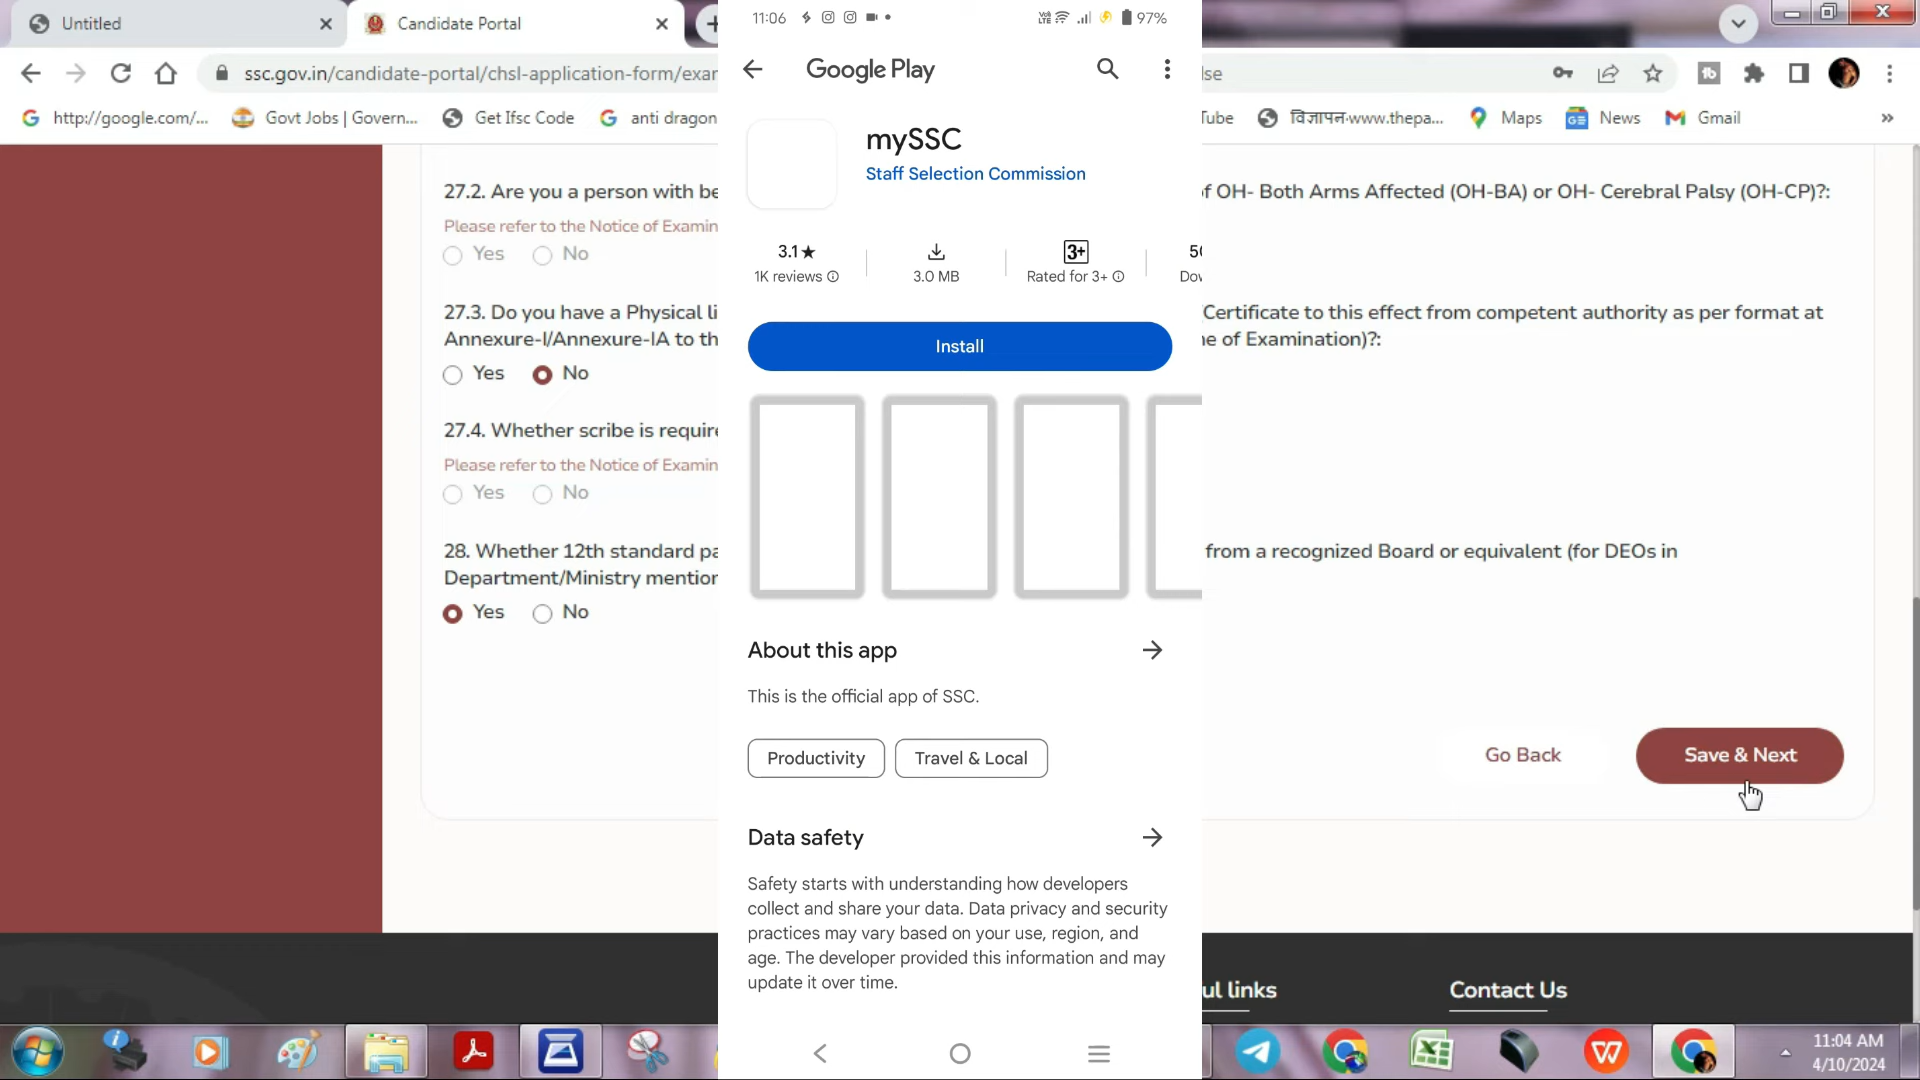 Untitled
Candidate Portal
ssc.gov.in/candidate-portal/chsl-application-form/exar
lse
http://google.com/...
Govt Jobs | Govern...
Get Ifsc Code
anti dragon
Tube
विज्ञापन-www.thepa...
Maps
News
Gmail
»
27.2. Are you a person with be
of OH- Both Arms Affected (OH-BA) or OH- Cerebral Palsy (OH-CP)?:
Please refer to the Notice of Examin
Yes No
27.3. Do you have a Physical li
Certificate to this effect from competent authority as per format at
Annexure-I/Annexure-IA to th
e of Examination)?:
Yes No
27.4. Whether scribe is require
Please refer to the Notice of Examin
Yes No
28. Whether 12th standard pa
from a recognized Board or equivalent (for DEOs in
Department/Ministry mention
Yes No
Go Back
Save & Next
ul links
Contact Us
11:06
97%
Google Play
mySSC
Staff Selection Commission
3.1★
1K reviews
3.0 MB
3+
Rated for 3+
50
Dow
Install
About this app
This is the official app of SSC.
Productivity
Travel & Local
Data safety
Safety starts with understanding how developers
collect and share your data. Data privacy and security
practices may vary based on your use, region, and
age. The developer provided this information and may
update it over time.
11:04 AM
4/10/2024